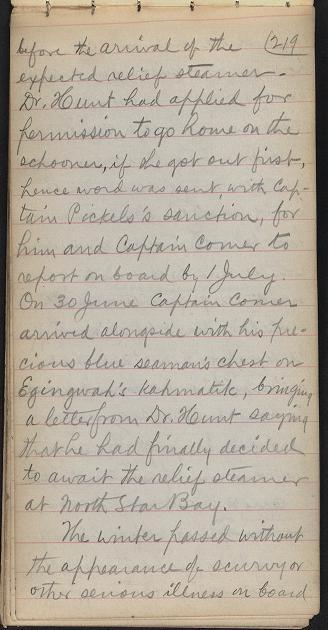 before the arrival of the (219
expected relief steamer.
Dr. Hunt had applied for
permission to go home on the
schooner, if she got out first,
hence word was sent, with Cap-
tain Pickels's sanction, for
him and Captain Comer to
report on board by 1 July.
On 30 June Captain Comer
arrived alongside with his pre-
cious blue seaman's chest on
Egingwah's kahmatik, bringing
a letter from Dr. Hunt saying
that he had finally decided
to await the relief steamer
at North Star Bay.
The winter passed without
the appearance of scurvy or
other serious illness on board